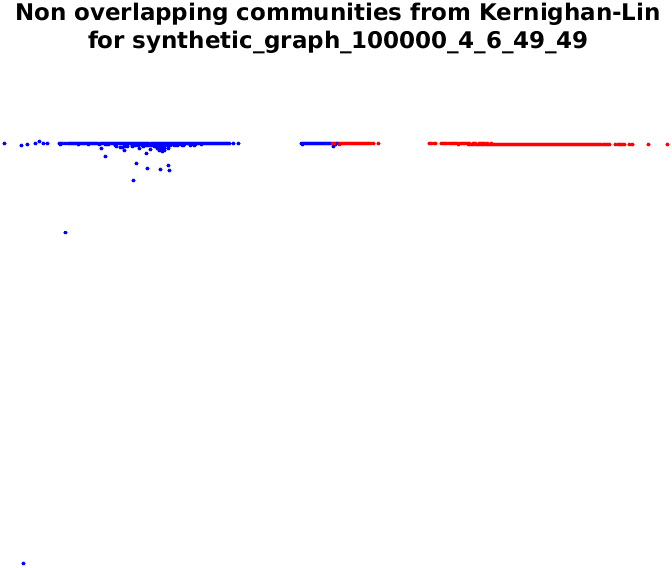 Non overlapping communities from Kernighan-Lin
for synthetic_graph_100000_4_6_49_49